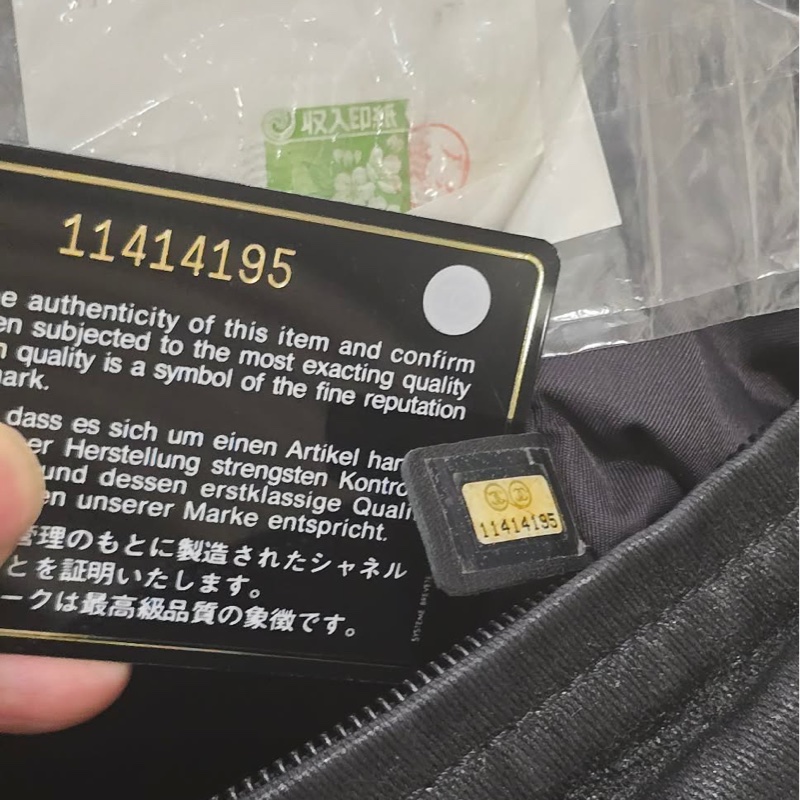 収入印紙
11414195
e authenticity of this item and confirm
en subjected to the most exacting quality
n quality is a symbol of the fine reputation
mark.
dass es sich um einen Artikel han
er Herstellung strengsten Kontro
und dessen erstklassige Quali
en unserer Marke entspricht.
管理のもとに製造されたシャネル
とを証明いたします。
ークは最高級品質の象徴です。
11414195